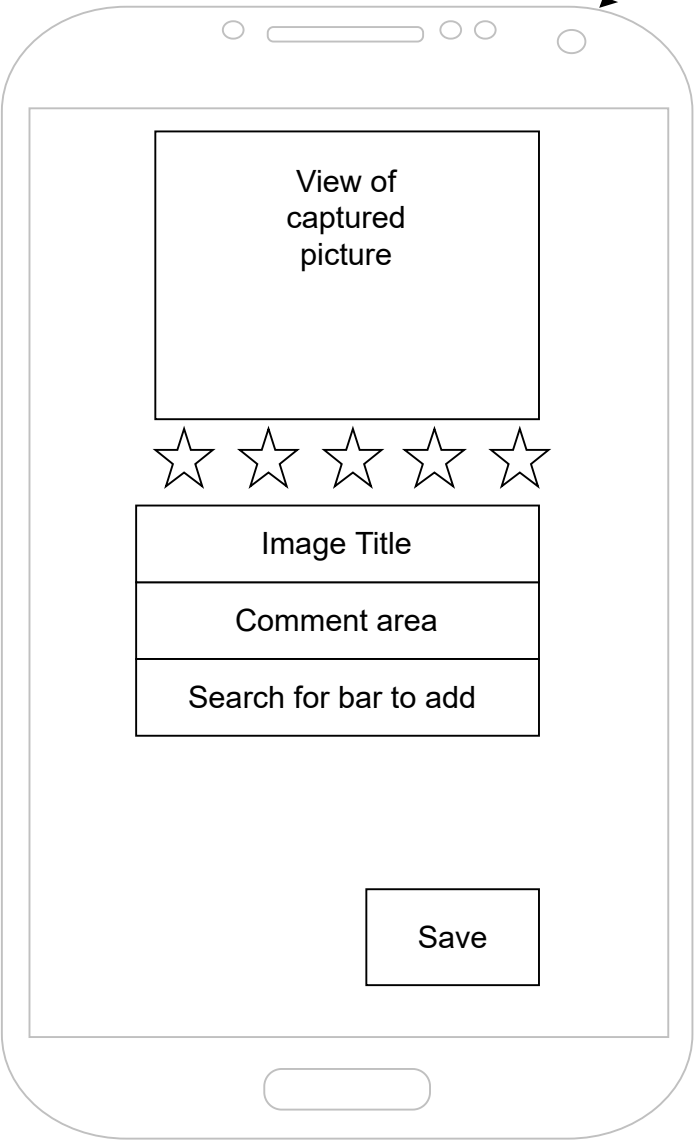 View of
captured
picture
Image Title
Comment area
Search for bar to add
Save